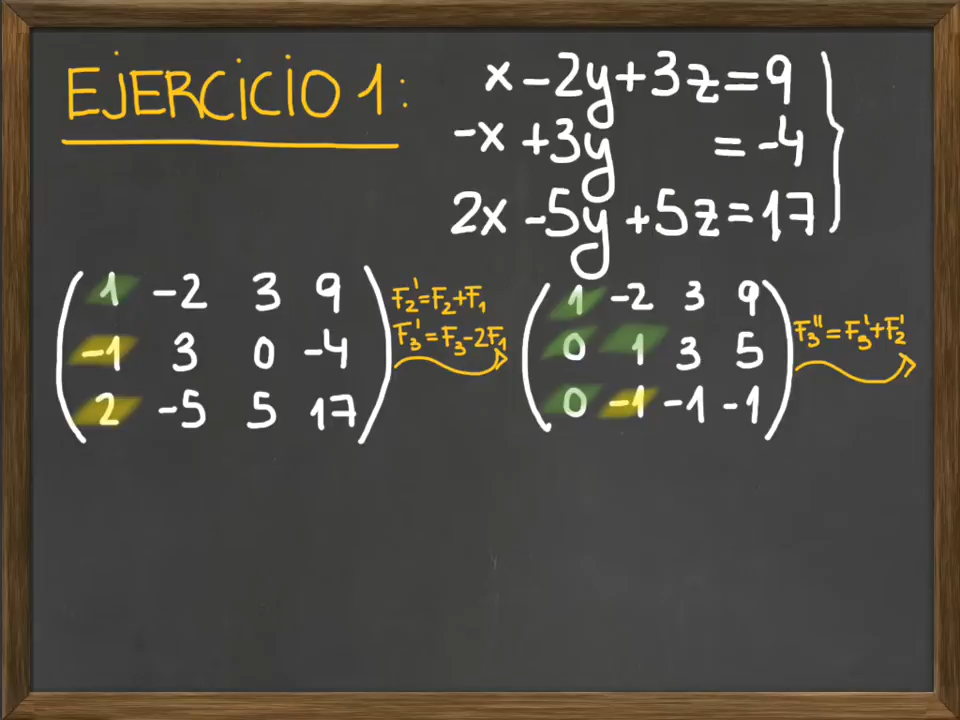 EJERCICIO 1:
x - 2y + 3z = 9
-x + 3y = -4
2x - 5y + 5z = 17
1 -2 3 9
-1 3 0 -4
2 -5 5 17
F₂' = F₂ + F₁
F₃' = F₃ - 2F₁
1 -2 3 9
0 1 3 5
0 -1 -1 -1
F₃'' = F₃' + F₂'